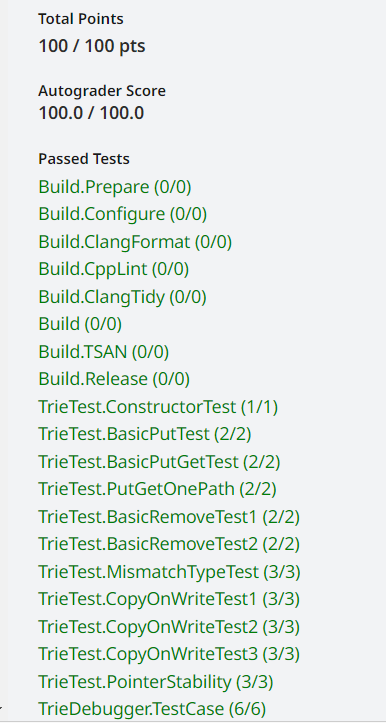 Total Points
100 / 100 pts
Autograder Score
100.0 / 100.0
Passed Tests
Build.Prepare (0/0)
Build.Configure (0/0)
Build.ClangFormat (0/0)
Build.CppLint (0/0)
Build.ClangTidy (0/0)
Build (0/0)
Build.TSAN (0/0)
Build.Release (0/0)
TrieTest.ConstructorTest (1/1)
TrieTest.BasicPutTest (2/2)
TrieTest.BasicPutGetTest (2/2)
TrieTest.PutGetOnePath (2/2)
TrieTest.BasicRemoveTest1 (2/2)
TrieTest.BasicRemoveTest2 (2/2)
TrieTest.MismatchTypeTest (3/3)
TrieTest.CopyOnWriteTest1 (3/3)
TrieTest.CopyOnWriteTest2 (3/3)
TrieTest.CopyOnWriteTest3 (3/3)
TrieTest.PointerStability (3/3)
TrieDebugger.TestCase (6/6)